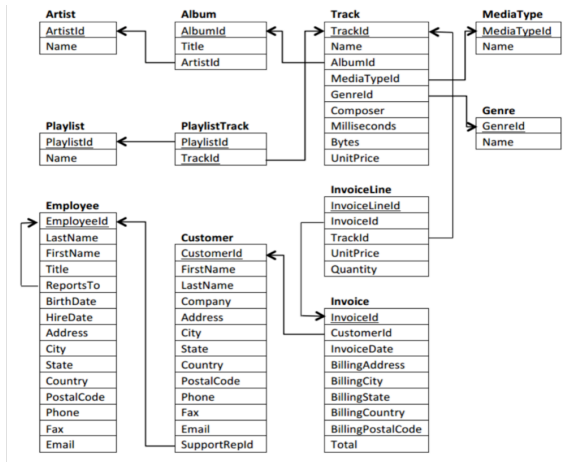 Artist
ArtistId
Name
Album
AlbumId
Title
ArtistId
Track
TrackId
Name
AlbumId
MediaTypeId
GenreId
Composer
Milliseconds
Bytes
UnitPrice
MediaType
MediaTypeId
Name
Genre
GenreId
Name
Playlist
PlaylistId
Name
PlaylistTrack
PlaylistId
TrackId
Employee
EmployeeId
LastName
FirstName
Title
ReportsTo
BirthDate
HireDate
Address
City
State
Country
PostalCode
Phone
Fax
Email
Customer
CustomerId
FirstName
LastName
Company
Address
City
State
Country
PostalCode
Phone
Fax
Email
SupportRepId
InvoiceLine
InvoiceLineId
InvoiceId
TrackId
UnitPrice
Quantity
Invoice
InvoiceId
CustomerId
InvoiceDate
BillingAddress
BillingCity
BillingState
BillingCountry
BillingPostalCode
Total